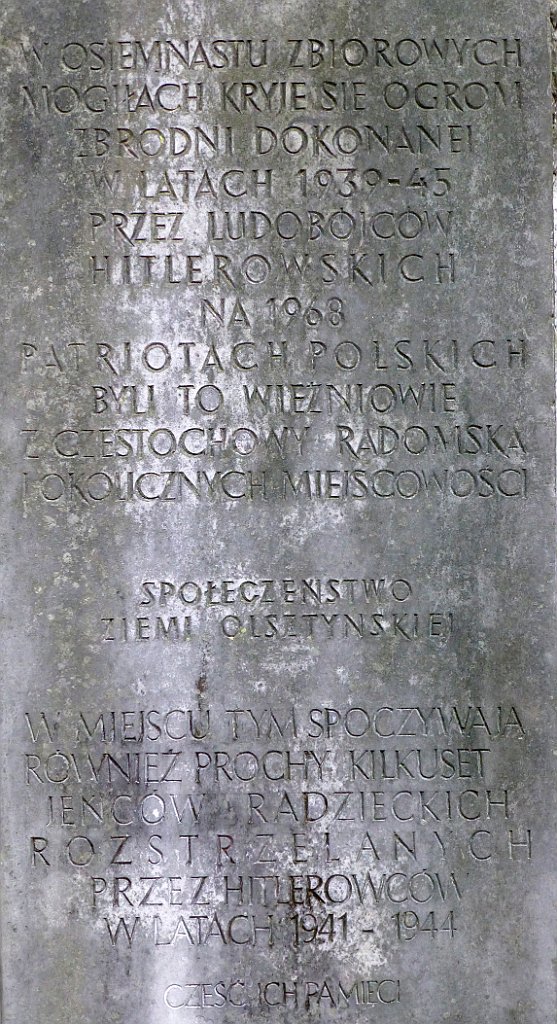 W OSIEMNASTU ZBIOROWYCH
MOGIŁACH KRYJE SIĘ OGROM
ZBRODNI DOKONANEJ
W LATACH 1939-45
PRZEZ LUDOBÓJCÓW
HITLEROWSKICH
NA 1968
PATRIOTACH POLSKICH
BYLI TO WIĘŹNIOWIE
Z CZĘSTOCHOWY RADOMSKA
I OKOLICZNYCH MIEJSCOWOŚCI
SPOŁECZEŃSTWO
ZIEMI OLSZTYŃSKIEJ
W MIEJSCU TYM SPOCZYWAJĄ
RÓWNIEŻ PROCHY KILKUSET
JEŃCÓW RADZIECKICH
ROZSTRZELANYCH
PRZEZ HITLEROWCÓW
W LATACH 1941 - 1944
CZEŚĆ ICH PAMIĘCI